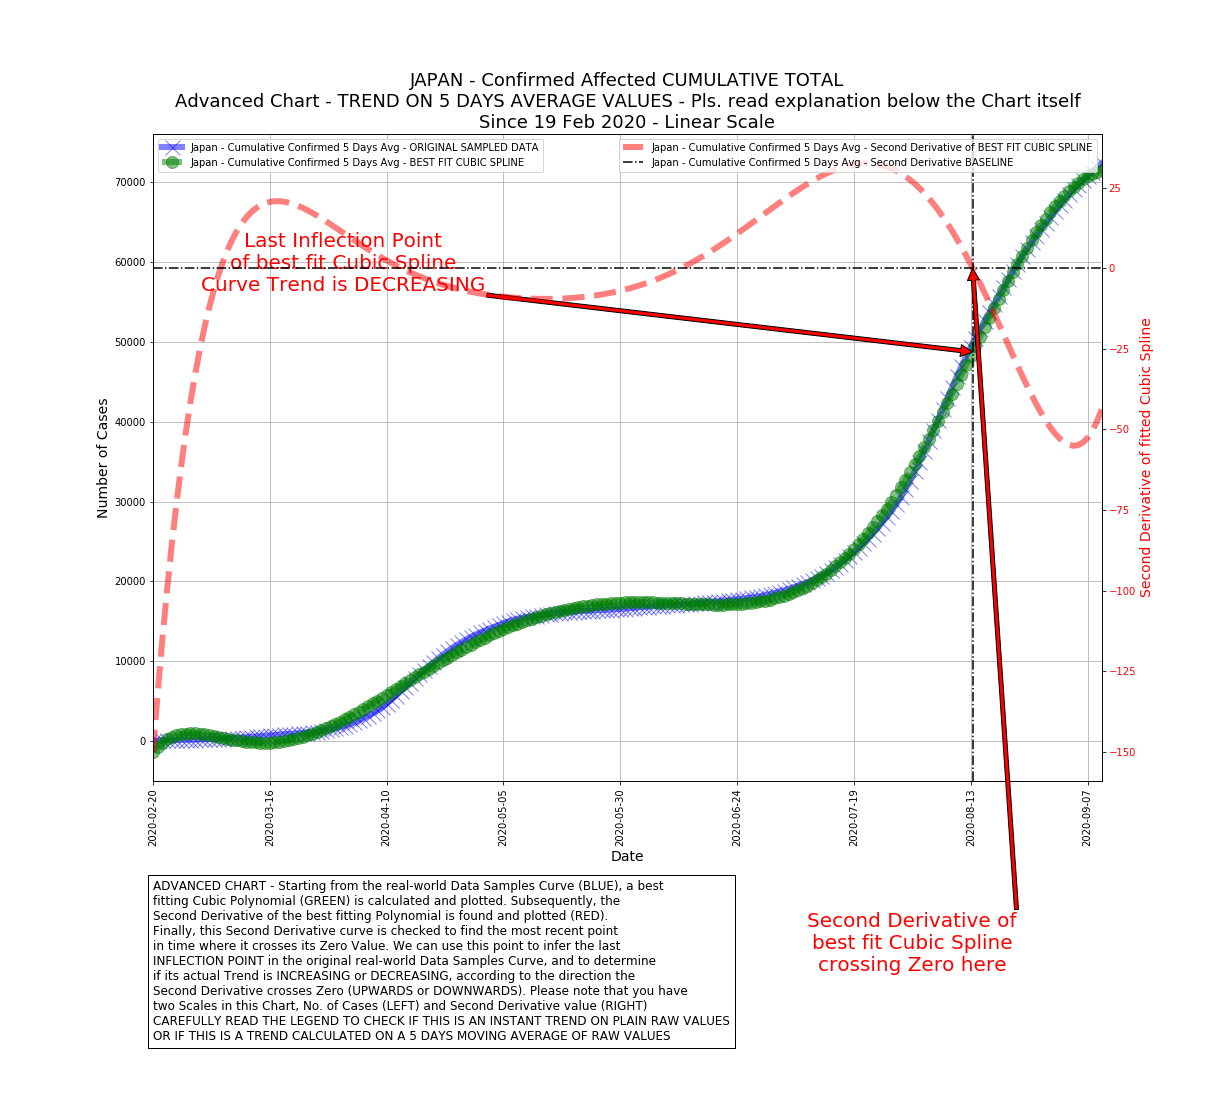 JAPAN - Confirmed Affected CUMULATIVE TOTAL
Advanced Chart - TREND ON 5 DAYS AVERAGE VALUES - Pls. read explanation below the Chart itself
Since 19 Feb 2020 - Linear Scale
Japan - Cumulative Confirmed 5 Days Avg - ORIGINAL SAMPLED DATA
Japan - Cumulative Confirmed 5 Days Avg - BEST FIT CUBIC SPLINE
Japan - Cumulative Confirmed 5 Days Avg - Second Derivative of BEST FIT CUBIC SPLINE
Japan - Cumulative Confirmed 5 Days Avg - Second Derivative BASELINE
Number of Cases
70000
60000
50000
40000
30000
20000
10000
0
Last Inflection Point
of best fit Cubic Spline
Curve Trend is DECREASING
25
0
−25
−50
−75
−100
−125
−150
Second Derivative of fitted Cubic Spline
2020-02-20
2020-03-16
2020-04-10
2020-05-05
2020-05-30
2020-06-24
2020-07-19
2020-08-13
2020-09-07
Date
ADVANCED CHART - Starting from the real-world Data Samples Curve (BLUE), a best
fitting Cubic Polynomial (GREEN) is calculated and plotted. Subsequently, the
Second Derivative of the best fitting Polynomial is found and plotted (RED).
Finally, this Second Derivative curve is checked to find the most recent point
in time where it crosses its Zero Value. We can use this point to infer the last
INFLECTION POINT in the original real-world Data Samples Curve, and to determine
if its actual Trend is INCREASING or DECREASING, according to the direction the
Second Derivative crosses Zero (UPWARDS or DOWNWARDS). Please note that you have
two Scales in this Chart, No. of Cases (LEFT) and Second Derivative value (RIGHT)
CAREFULLY READ THE LEGEND TO CHECK IF THIS IS AN INSTANT TREND ON PLAIN RAW VALUES
OR IF THIS IS A TREND CALCULATED ON A 5 DAYS MOVING AVERAGE OF RAW VALUES
Second Derivative of
best fit Cubic Spline
crossing Zero here